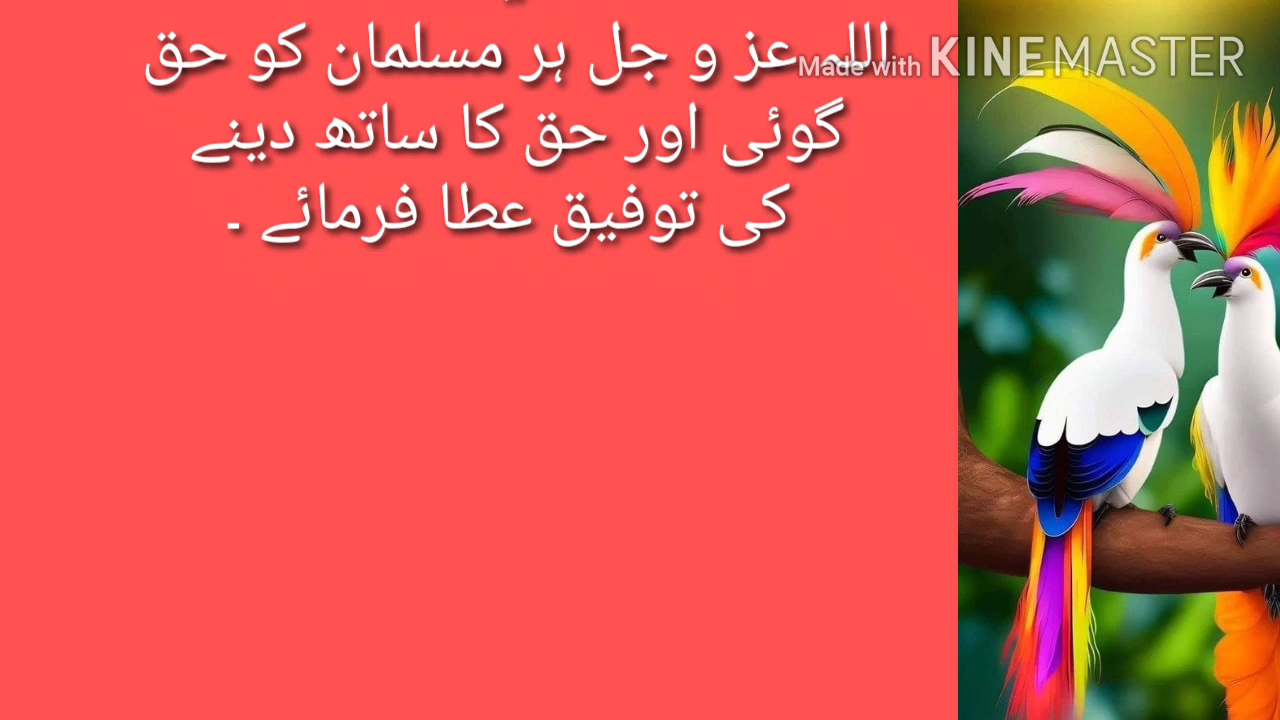 اللہ عز و جل ہر مسلمان کو حق
گوئی اور حق کا ساتھ دینے
کی توفیق عطا فرمائے ۔
Made with KINEMASTER